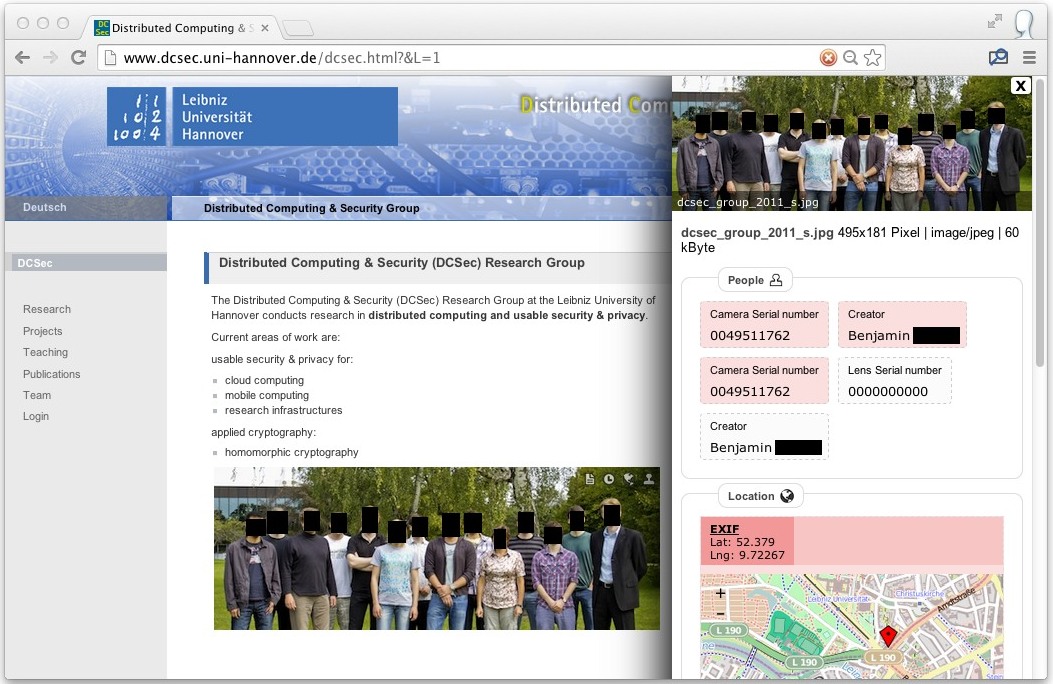 Distributed Computing & S
www.dcsec.uni-hannover.de/dcsec.html?&L=1
Leibniz
Universität
Hannover
Distributed Com
Deutsch
Distributed Computing & Security Group
DCSec
Research
Projects
Teaching
Publications
Team
Login
Distributed Computing & Security (DCSec) Research Group
The Distributed Computing & Security (DCSec) Research Group at the Leibniz University of
Hannover conducts research in distributed computing and usable security & privacy.
Current areas of work are:
usable security & privacy for:
cloud computing
mobile computing
research infrastructures
applied cryptography:
homomorphic cryptography
X
dcsec_group_2011_s.jpg
dcsec_group_2011_s.jpg 495x181 Pixel | image/jpeg | 60
kByte
People
Camera Serial number
0049511762
Creator
Benjamin
Camera Serial number
0049511762
Lens Serial number
0000000000
Creator
Benjamin
Location
EXIF
Lat: 52.379
Lng: 9.72267
+
-
Leibniz Universität
Christuskirche
Arndtstraße
L 190
L 190
L 190